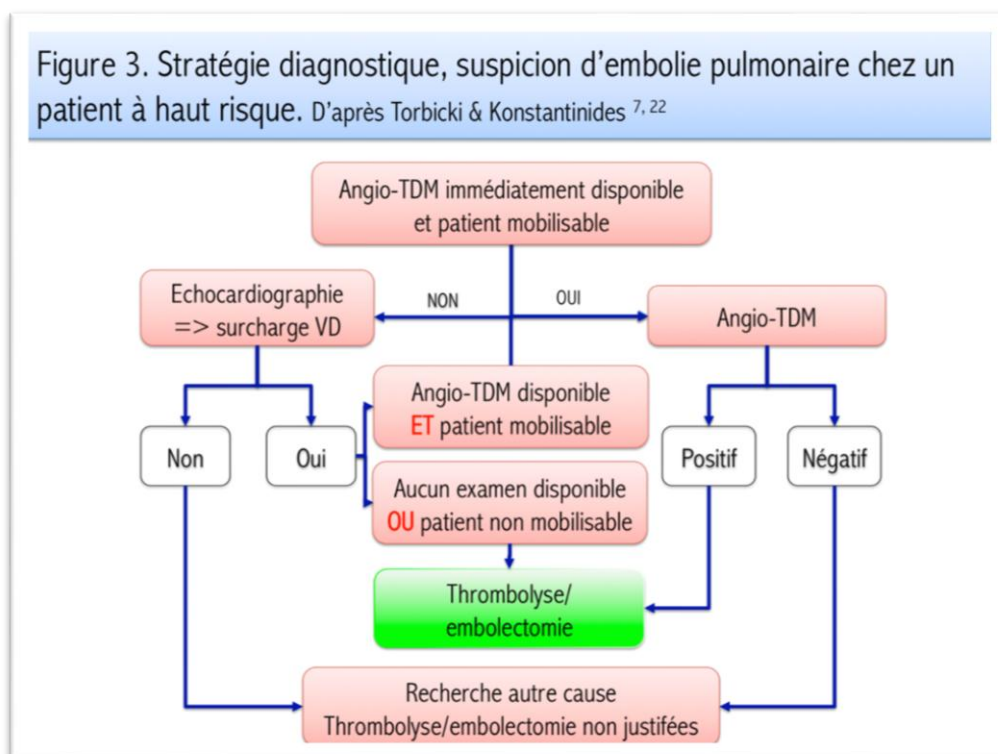 Figure 3. Stratégie diagnostique, suspicion d'embolie pulmonaire chez un
patient à haut risque. D'après Torbicki & Konstantinides 7, 22
Angio-TDM immédiatement disponible
et patient mobilisable
Echocardiographie
=> surcharge VD
NON
OUI
Angio-TDM
Angio-TDM disponible
ET patient mobilisable
Non
Oui
Positif
Négatif
Aucun examen disponible
OU patient non mobilisable
Thrombolyse/
embolectomie
Recherche autre cause
Thrombolyse/embolectomie non justifées